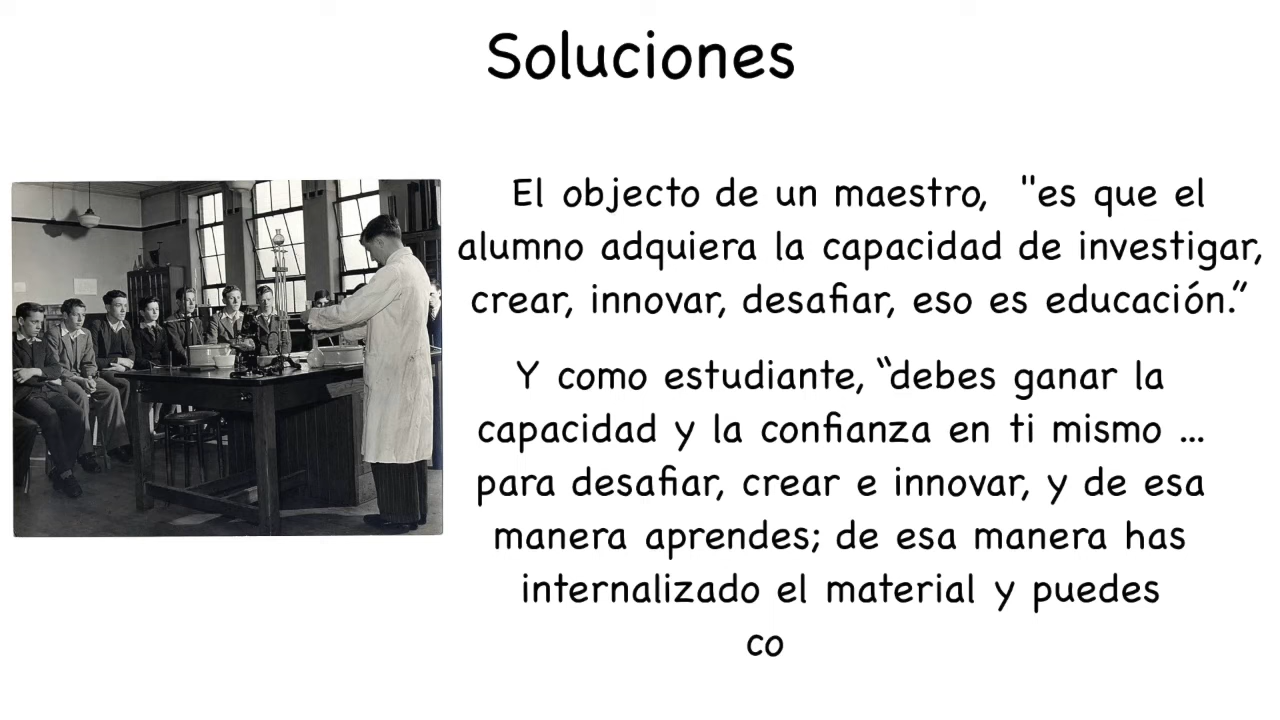 Soluciones
El objecto de un maestro, "es que el
alumno adquiera la capacidad de investigar,
crear, innovar, desafiar, eso es educación.”
Y como estudiante, “debes ganar la
capacidad y la confianza en ti mismo ...
para desafiar, crear e innovar, y de esa
manera aprendes; de esa manera has
internalizado el material y puedes
co